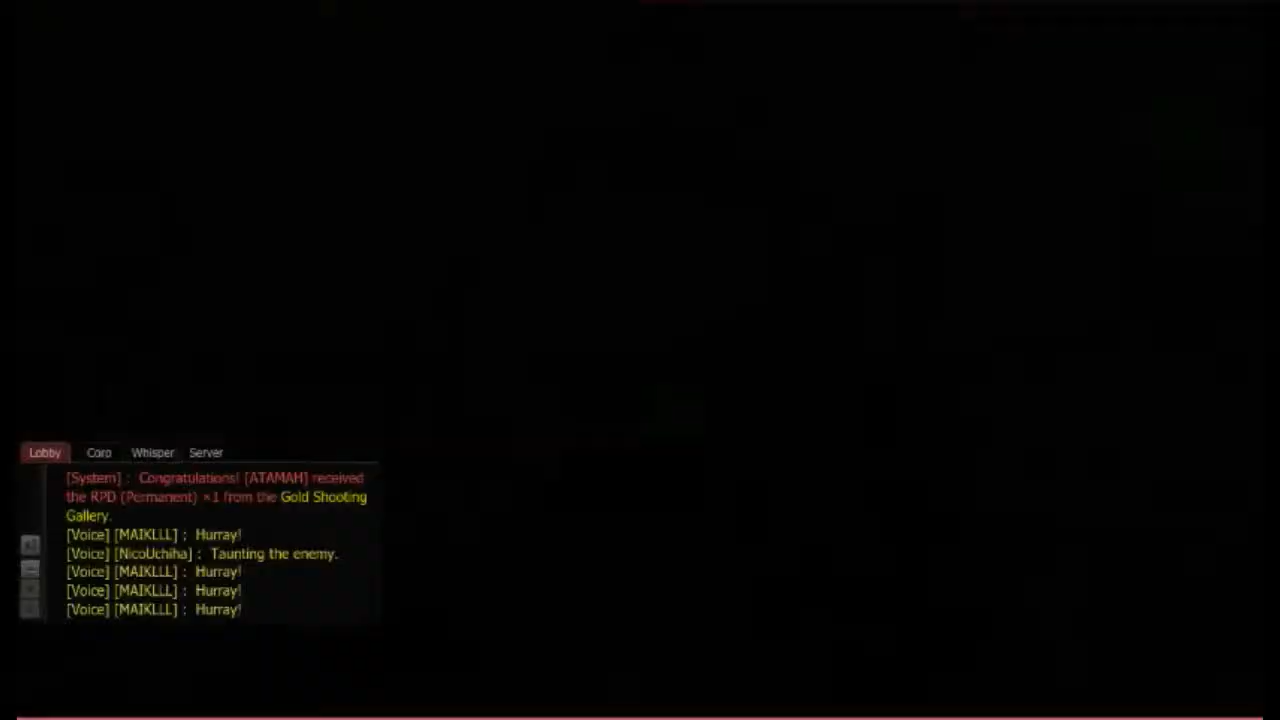 Lobby Corp Whisper Server
[System] : Congratulations! [ATAMAH] received
the RPD (Permanent) ×1 from the Gold Shooting
Gallery.
[Voice] [MAIKLLL] : Hurray!
[Voice] [NicoUchiha] : Taunting the enemy.
[Voice] [MAIKLLL] : Hurray!
[Voice] [MAIKLLL] : Hurray!
[Voice] [MAIKLLL] : Hurray!